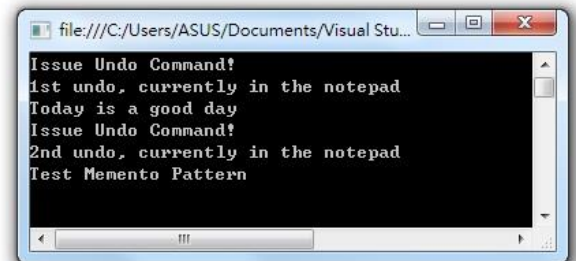 file:///C:/Users/ASUS/Documents/Visual Stu...
Issue Undo Command!
1st undo, currently in the notepad
Today is a good day
Issue Undo Command!
2nd undo, currently in the notepad
Test Memento Pattern